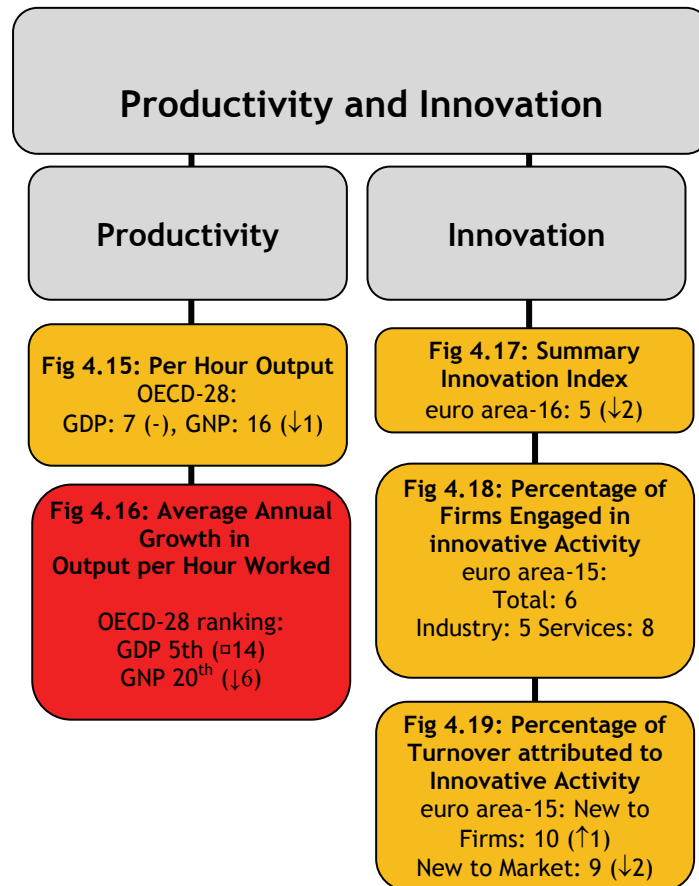 Productivity and Innovation
Productivity
Innovation
Fig 4.15: Per Hour Output
OECD-28:
GDP: 7 (-), GNP: 16 (↓1)
Fig 4.16: Average Annual
Growth in
Output per Hour Worked
OECD-28 ranking:
GDP 5th (▫14)
GNP 20th (↓6)
Fig 4.17: Summary
Innovation Index
euro area-16: 5 (↓2)
Fig 4.18: Percentage of
Firms Engaged in
innovative Activity
euro area-15:
Total: 6
Industry: 5 Services: 8
Fig 4.19: Percentage of
Turnover attributed to
Innovative Activity
euro area-15: New to
Firms: 10 (↑1)
New to Market: 9 (↓2)